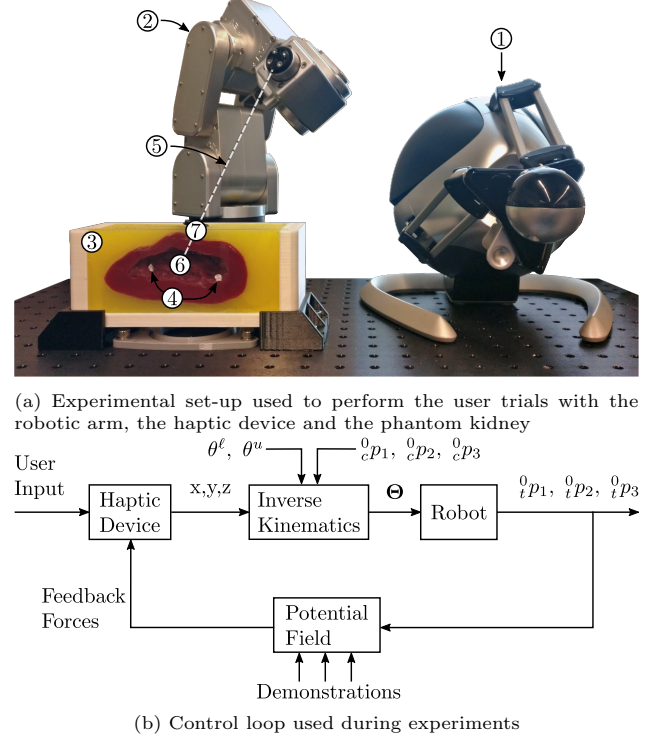 ②
①
⑤
③
⑦
⑥
④
(a) Experimental set-up used to perform the user trials with the
robotic arm, the haptic device and the phantom kidney
θ^ℓ, θ^u
⁰_c p₁, ⁰_c p₂, ⁰_c p₃
User
Input
Haptic
Device
x,y,z
Inverse
Kinematics
Θ
Robot
⁰_t p₁, ⁰_t p₂, ⁰_t p₃
Feedback
Forces
Potential
Field
Demonstrations
(b) Control loop used during experiments